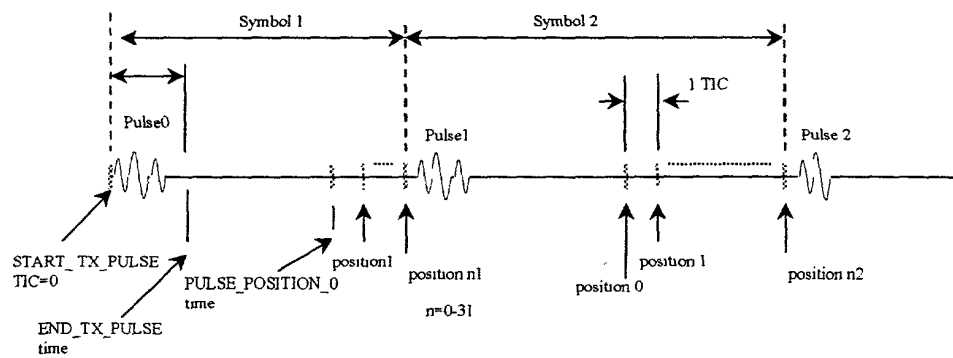 Symbol 1
Symbol 2
1 TIC
Pulse0
Pulse1
Pulse 2
START_TX_PULSE
TIC=0
END_TX_PULSE
time
PULSE_POSITION_0
time
position1
position n1
n=0-31
position 0
position 1
position n2